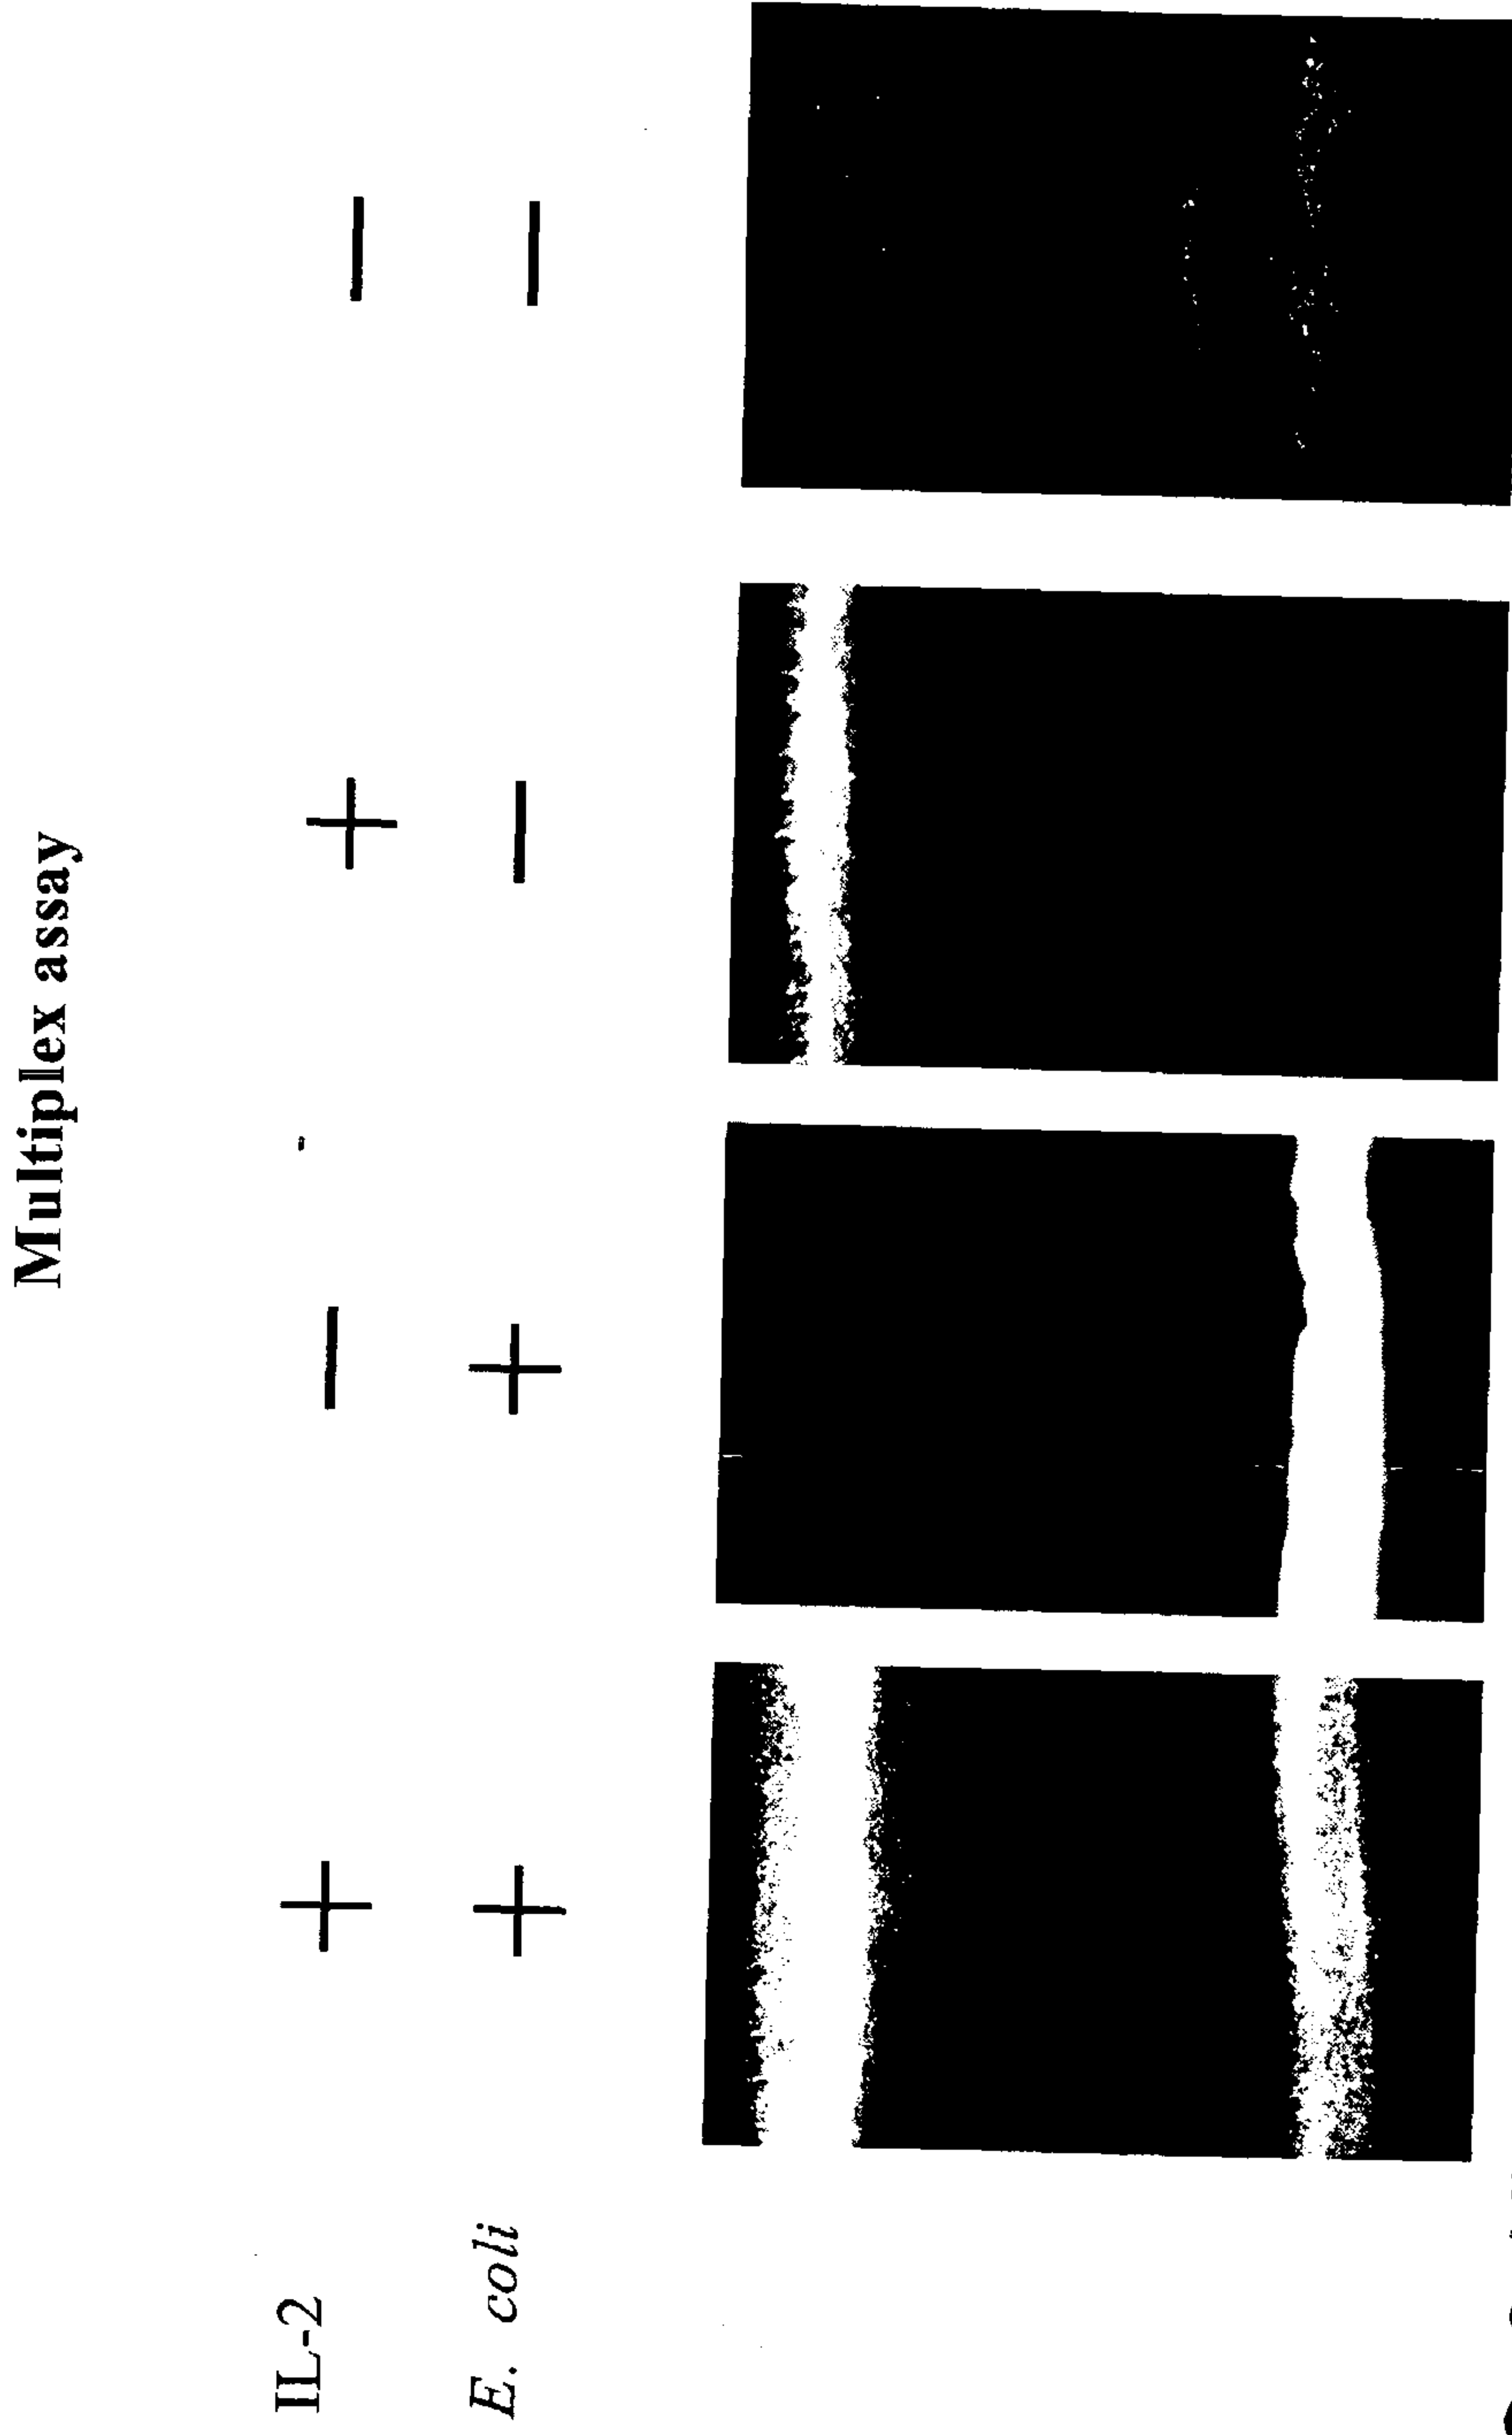 Multiplex assay
IL-2 + − + −
E. coli + + − −